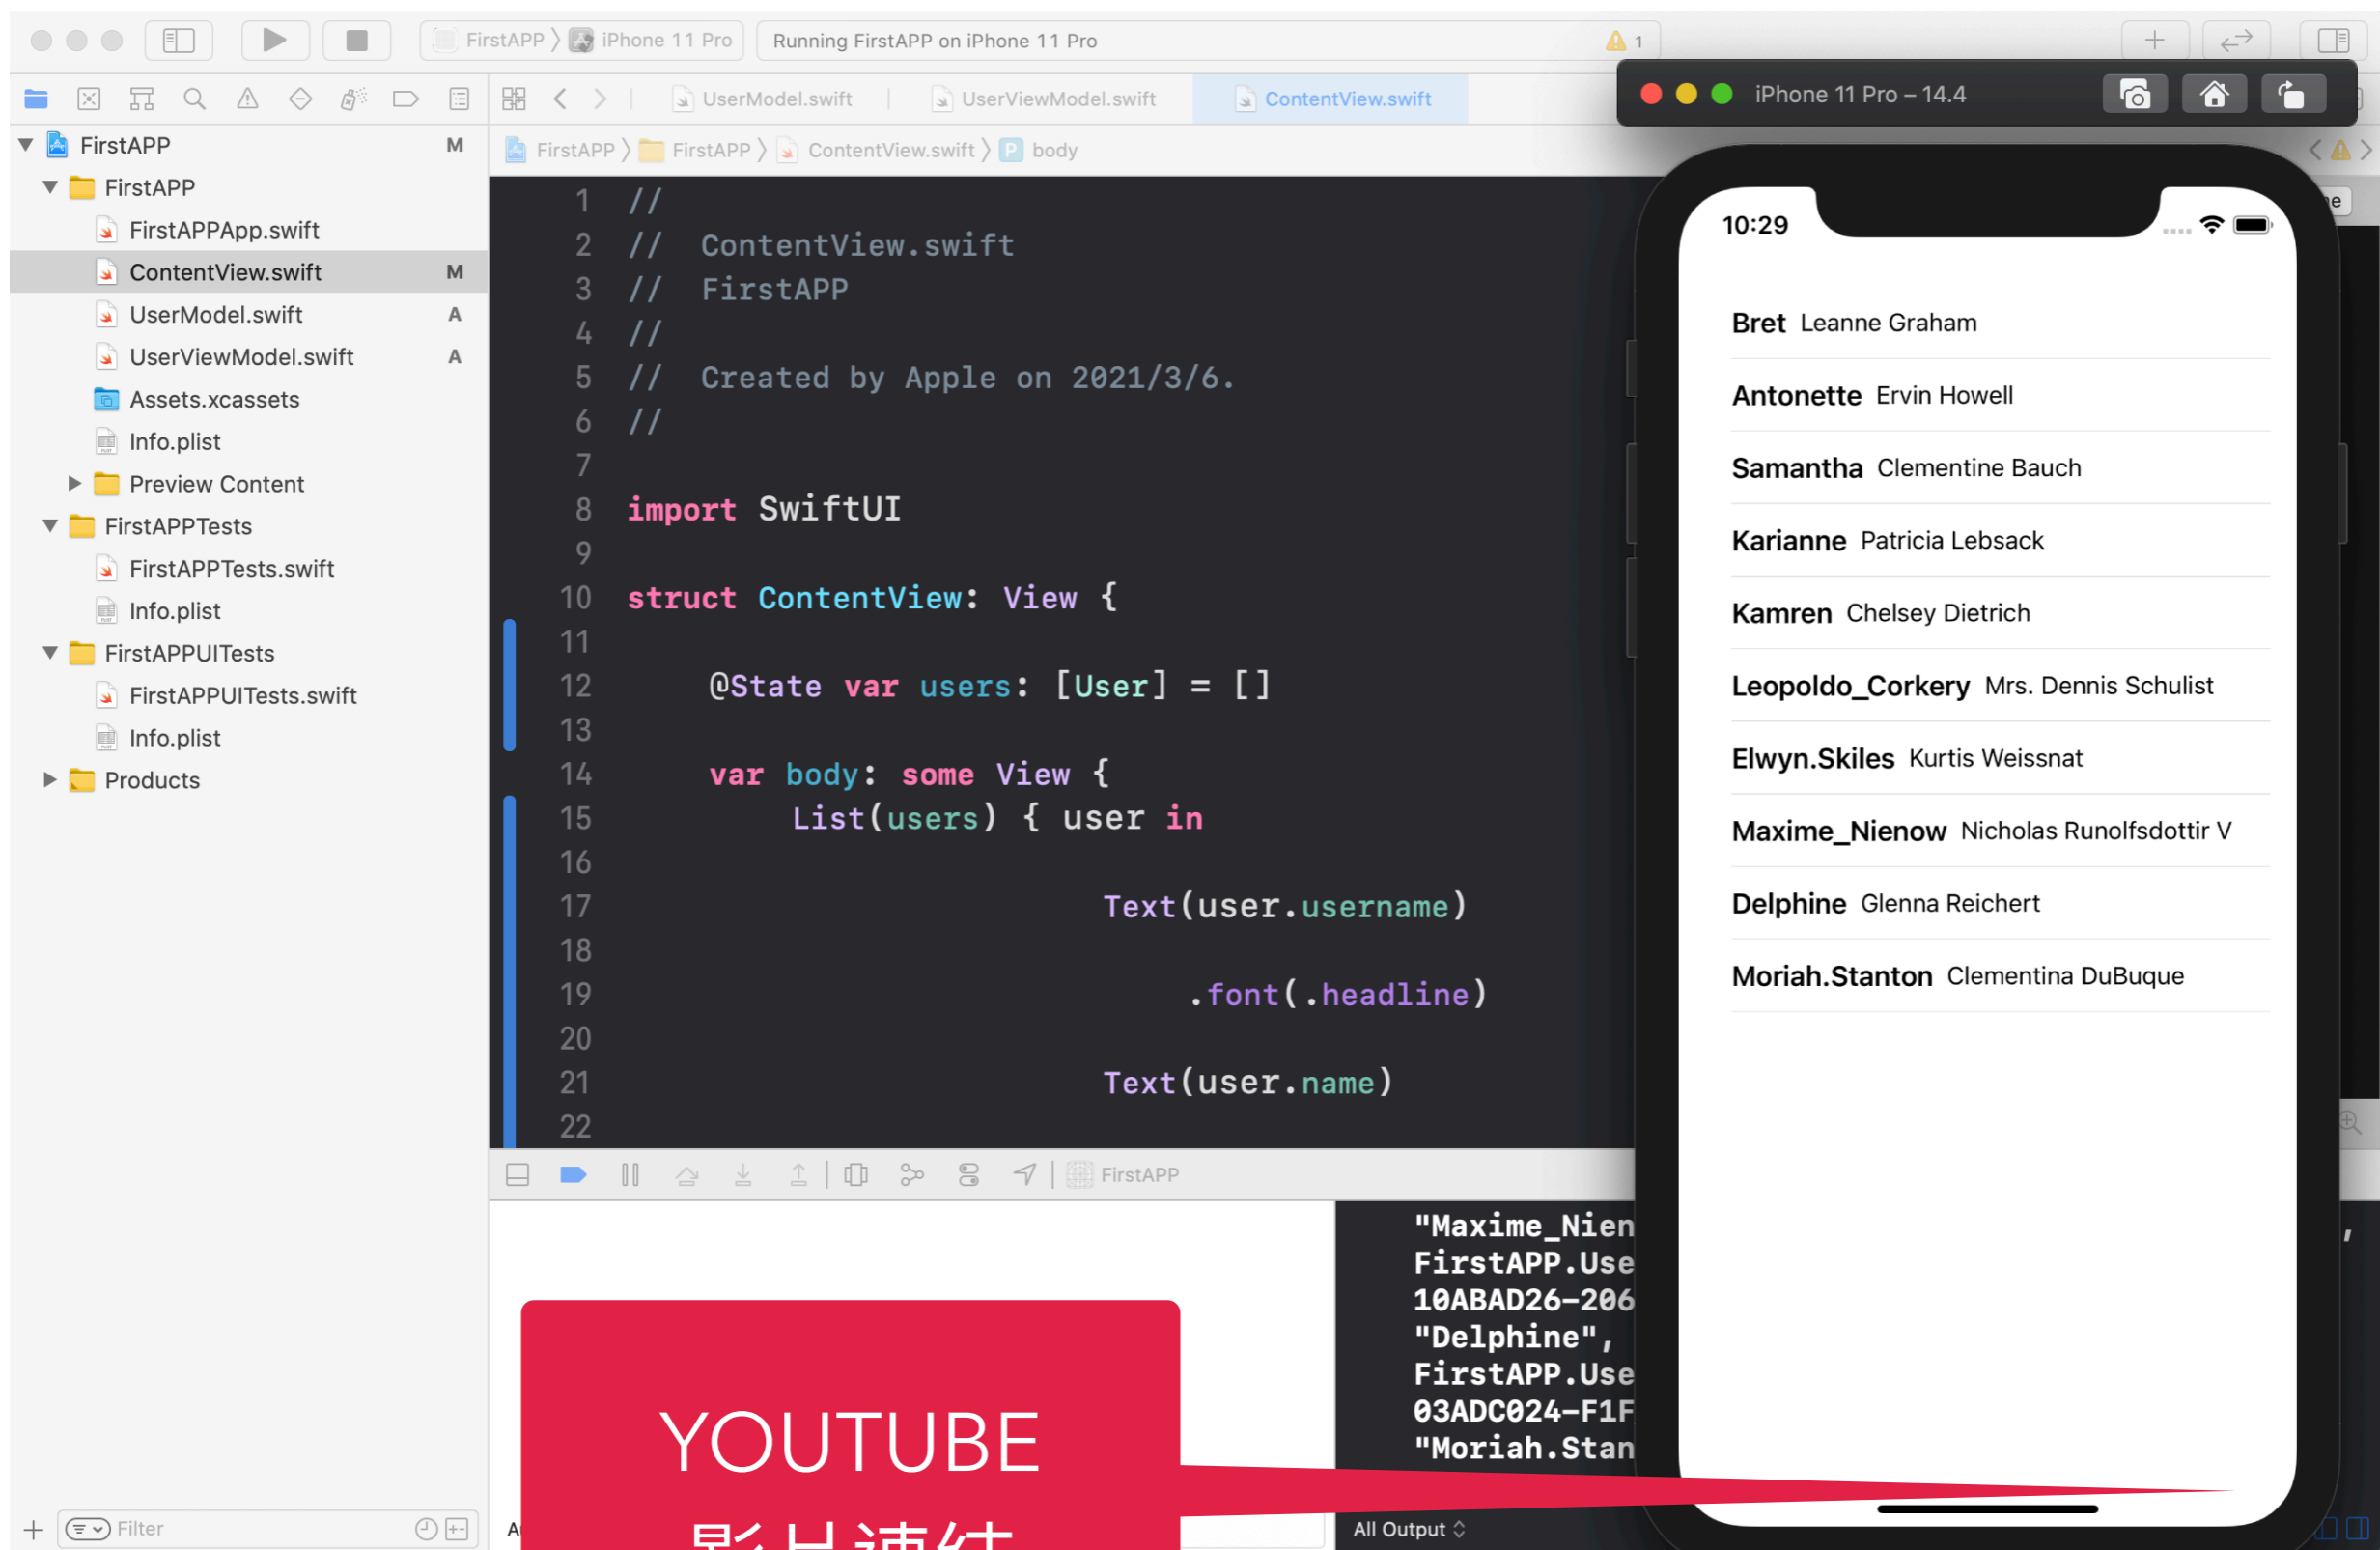 FirstAPP
iPhone 11 Pro
Running FirstAPP on iPhone 11 Pro
1
UserModel.swift
UserViewModel.swift
ContentView.swift
iPhone 11 Pro – 14.4
FirstAPP
FirstAPP
ContentView.swift
P
body
FirstAPP
M
FirstAPP
FirstAPPApp.swift
ContentView.swift
M
UserModel.swift
A
UserViewModel.swift
A
Assets.xcassets
Info.plist
Preview Content
FirstAPPTests
FirstAPPTests.swift
Info.plist
FirstAPPUITests
FirstAPPUITests.swift
Info.plist
Products
Filter
1 //
2 //  ContentView.swift
3 //  FirstAPP
4 //
5 //  Created by Apple on 2021/3/6.
6 //
7
8 import SwiftUI
9
10 struct ContentView: View {
11
12 @State var users: [User] = []
13
14 var body: some View {
15 List(users) { user in
16
17 Text(user.username)
18
19 .font(.headline)
20
21 Text(user.name)
22
FirstAPP
"Maxime_Nien
FirstAPP.Use
10ABAD26-206
"Delphine",
FirstAPP.Use
03ADC024-F1F
"Moriah.Stan
All Output
YOUTUBE
影片連結
10:29
Bret Leanne Graham
Antonette Ervin Howell
Samantha Clementine Bauch
Karianne Patricia Lebsack
Kamren Chelsey Dietrich
Leopoldo_Corkery Mrs. Dennis Schulist
Elwyn.Skiles Kurtis Weissnat
Maxime_Nienow Nicholas Runolfsdottir V
Delphine Glenna Reichert
Moriah.Stanton Clementina DuBuque